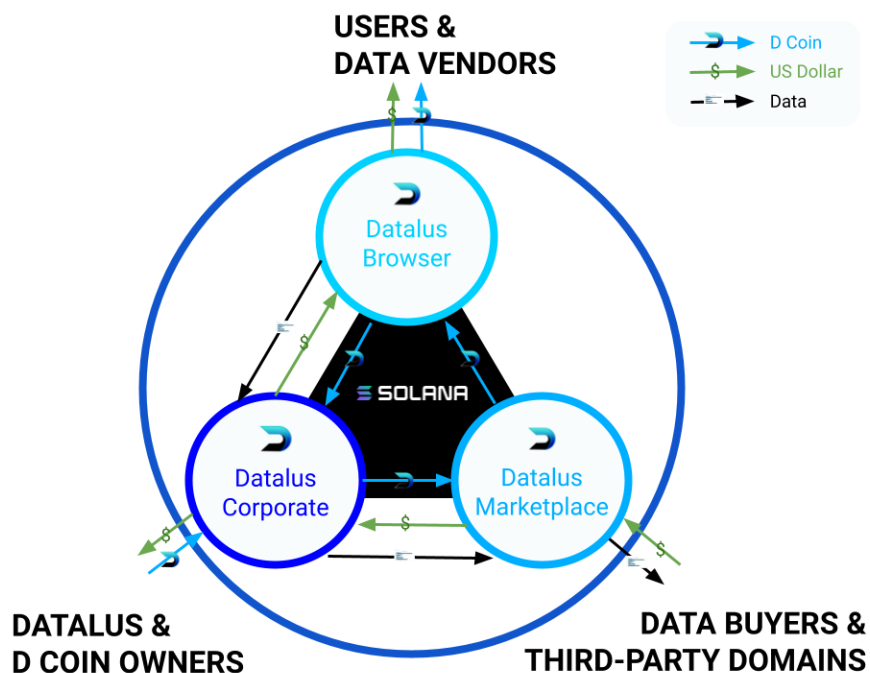 USERS &
DATA VENDORS
D Coin
US Dollar
Data
$
$
Datalus
Browser
$
SOLANA
Datalus
Corporate
Datalus
Marketplace
$
$
$
DATALUS &
D COIN OWNERS
DATA BUYERS &
THIRD-PARTY DOMAINS